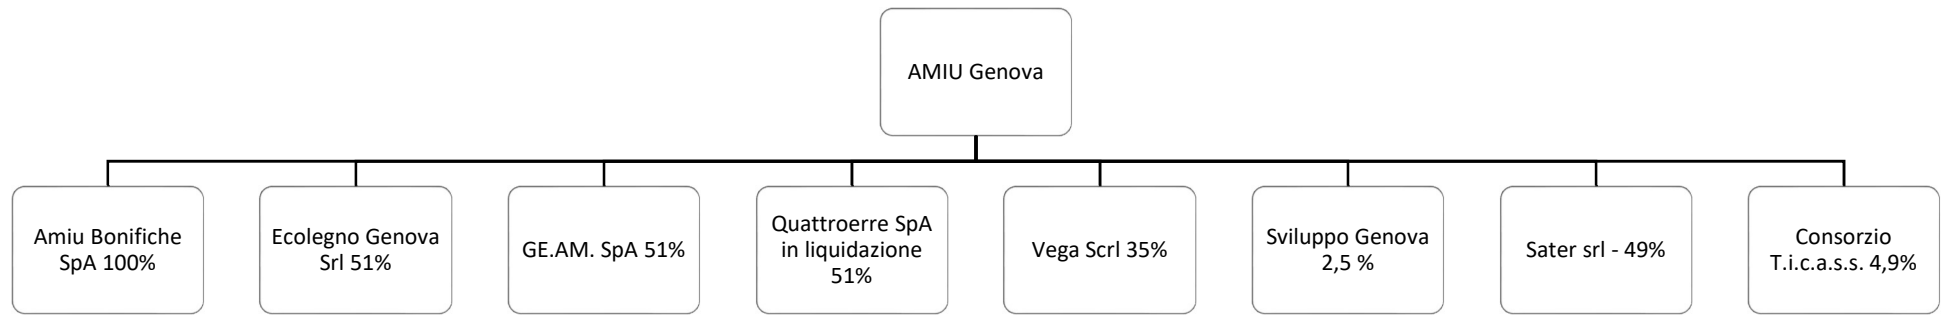 AMIU Genova
Amiu Bonifiche
SpA 100%
Ecolegno Genova
Srl 51%
GE.AM. SpA 51%
Quattroerre SpA
in liquidazione
51%
Vega Scrl 35%
Sviluppo Genova
2,5 %
Sater srl - 49%
Consorzio
T.i.c.a.s.s. 4,9%